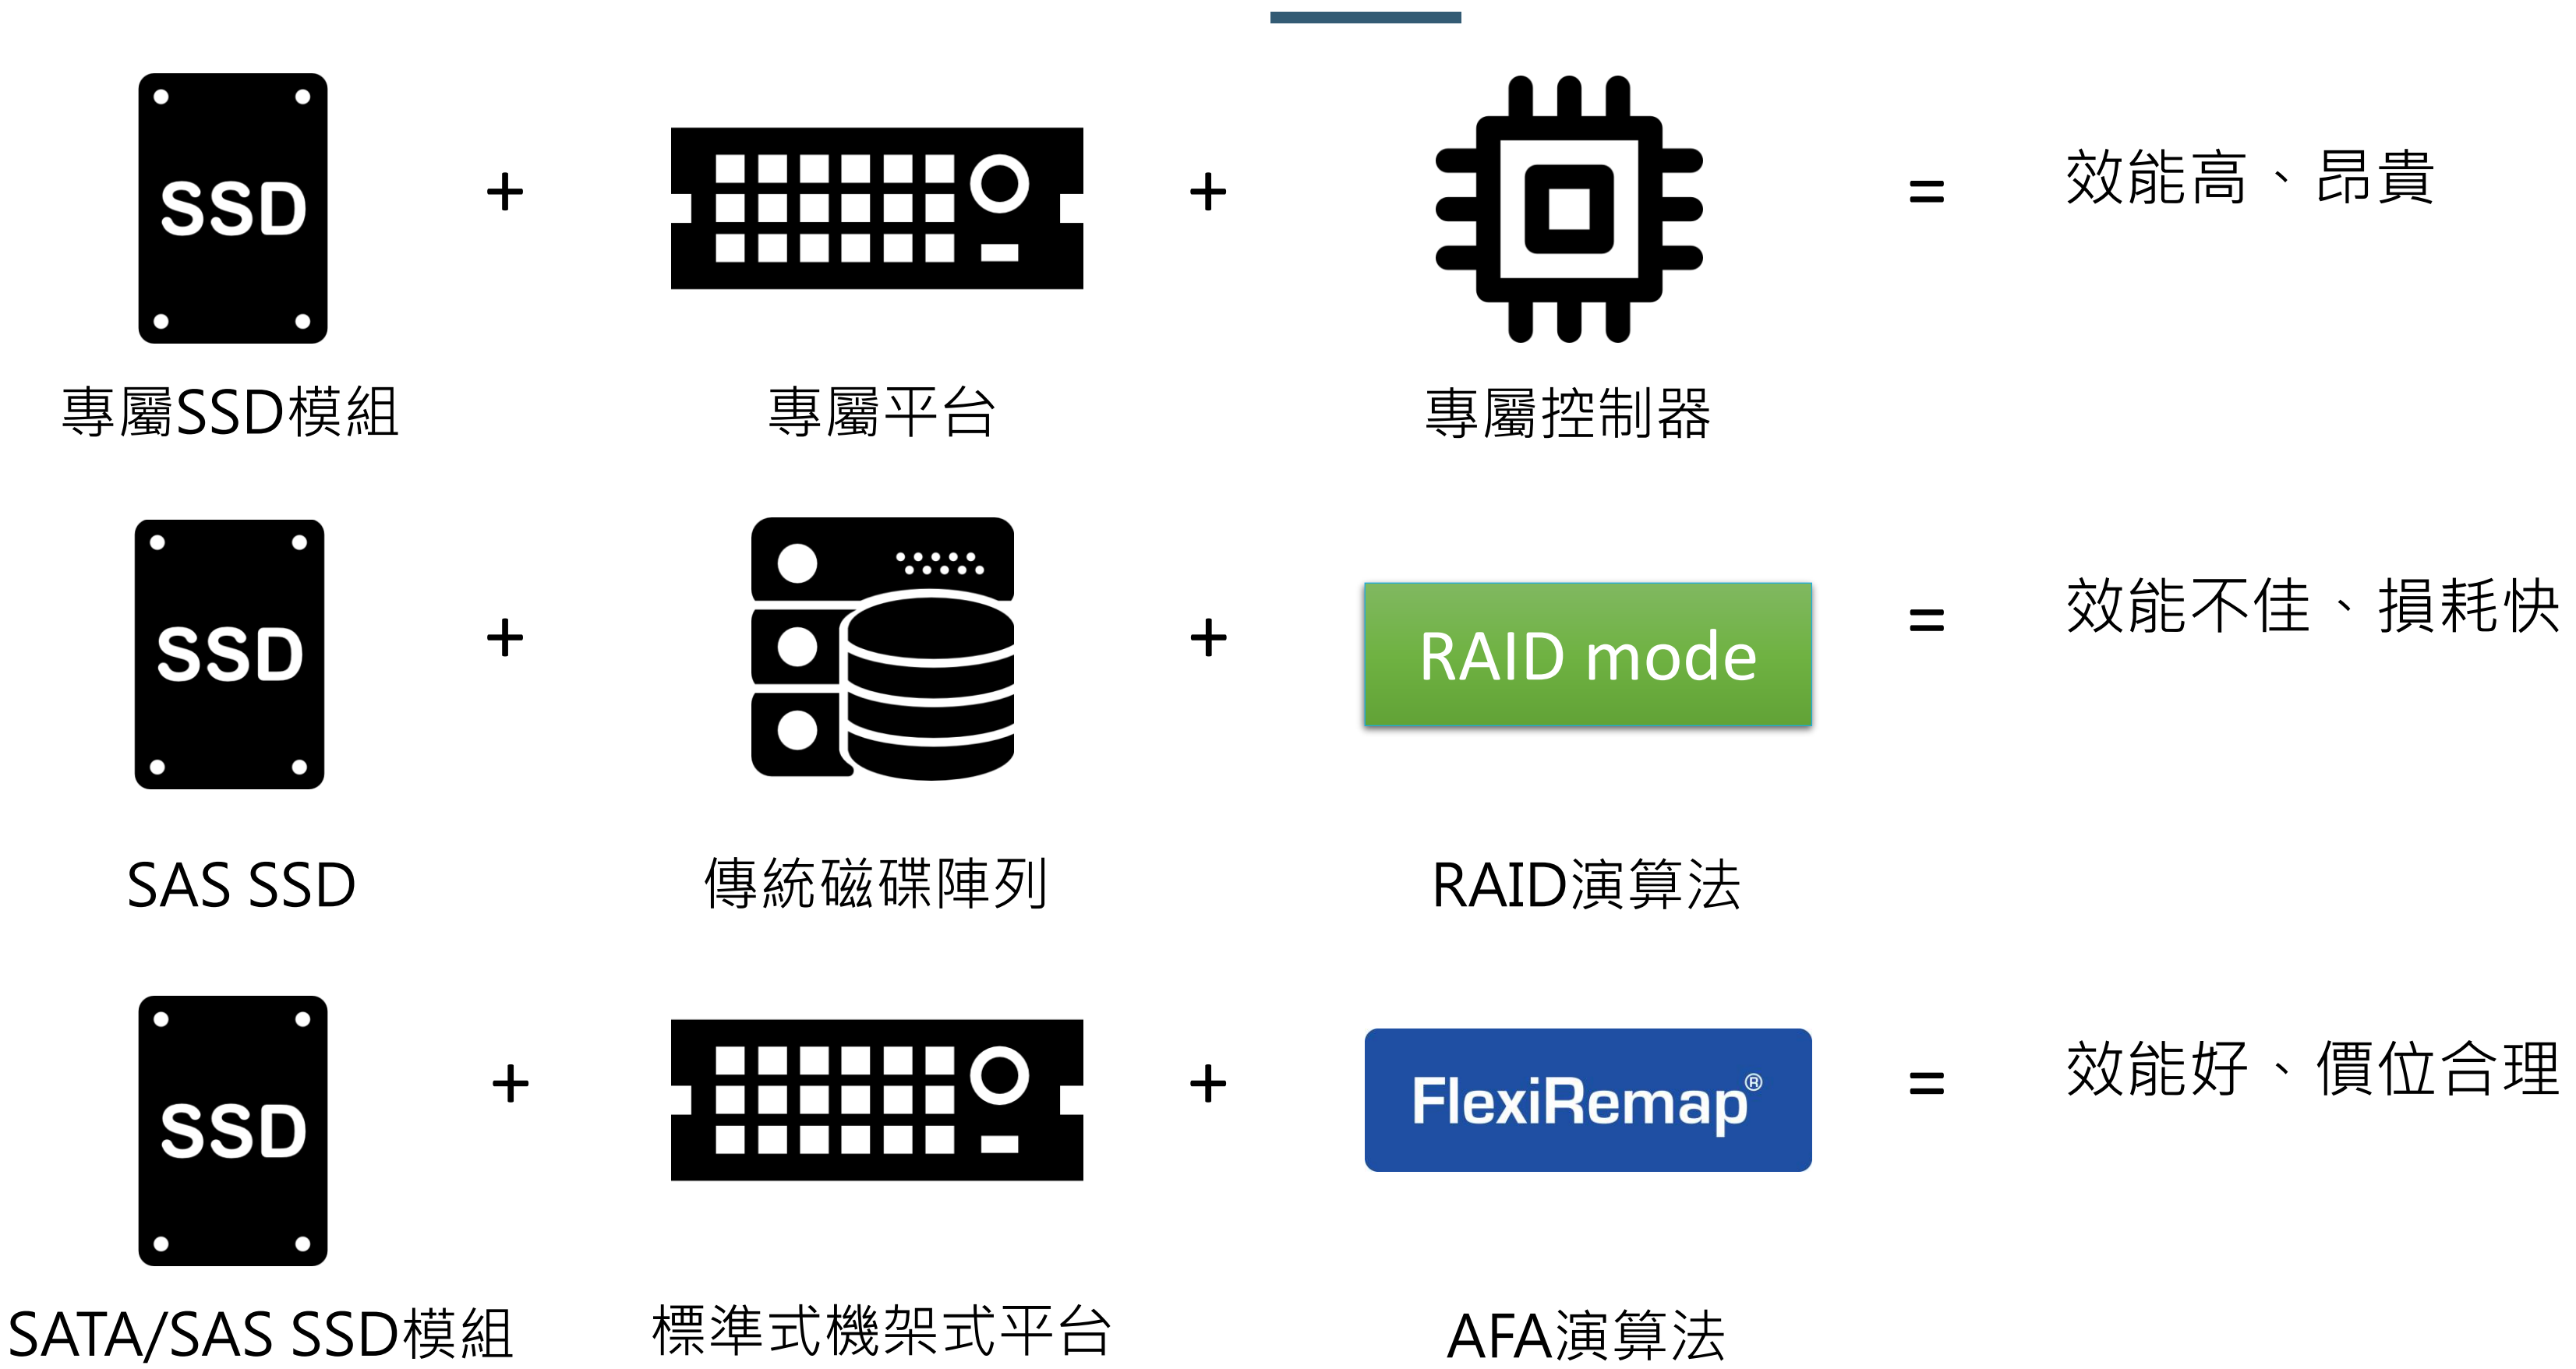 SSD
+
+
=
效能高、昂貴
專屬SSD模組
專屬平台
專屬控制器
SSD
+
+
RAID mode
=
效能不佳、損耗快
SAS SSD
傳統磁碟陣列
RAID演算法
SSD
+
+
FlexiRemap®
=
效能好、價位合理
SATA/SAS SSD模組
標準式機架式平台
AFA演算法